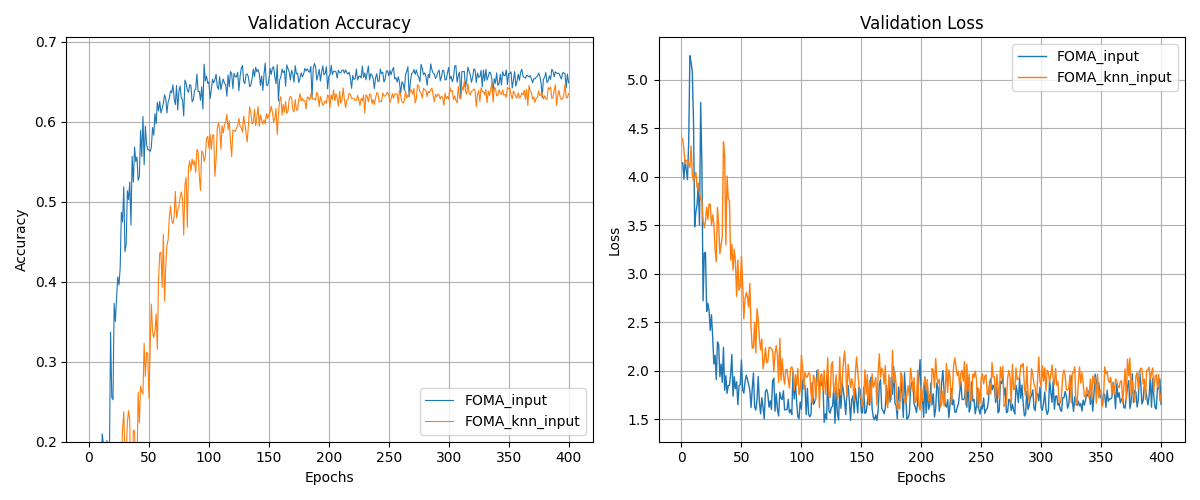 Validation Accuracy
Accuracy
0.7
0.6
0.5
0.4
0.3
0.2
0 50 100 150 200 250 300 350 400
Epochs
FOMA_input
FOMA_knn_input
Validation Loss
Loss
5.0
4.5
4.0
3.5
3.0
2.5
2.0
1.5
0 50 100 150 200 250 300 350 400
Epochs
FOMA_input
FOMA_knn_input